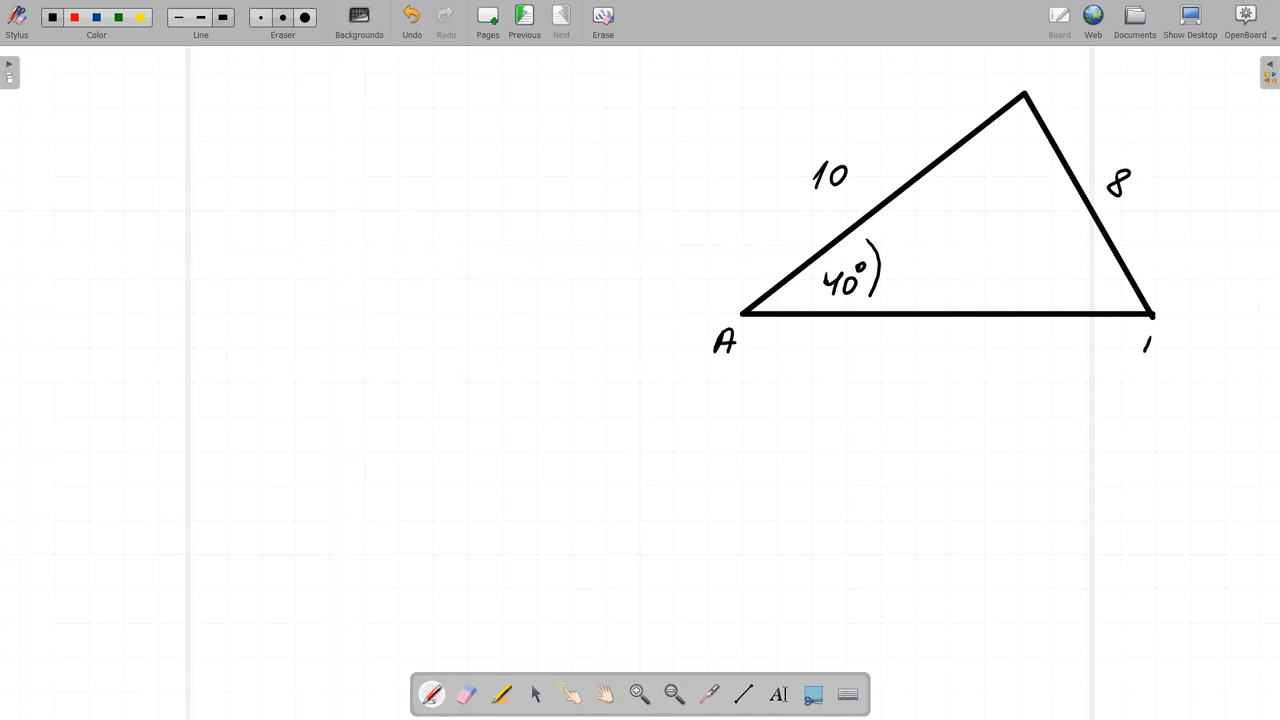 Stylus Color Line Eraser Backgrounds Undo Redo Pages Previous Next Erase Board Web Documents Show Desktop OpenBoard
10
8
40°
A
AI